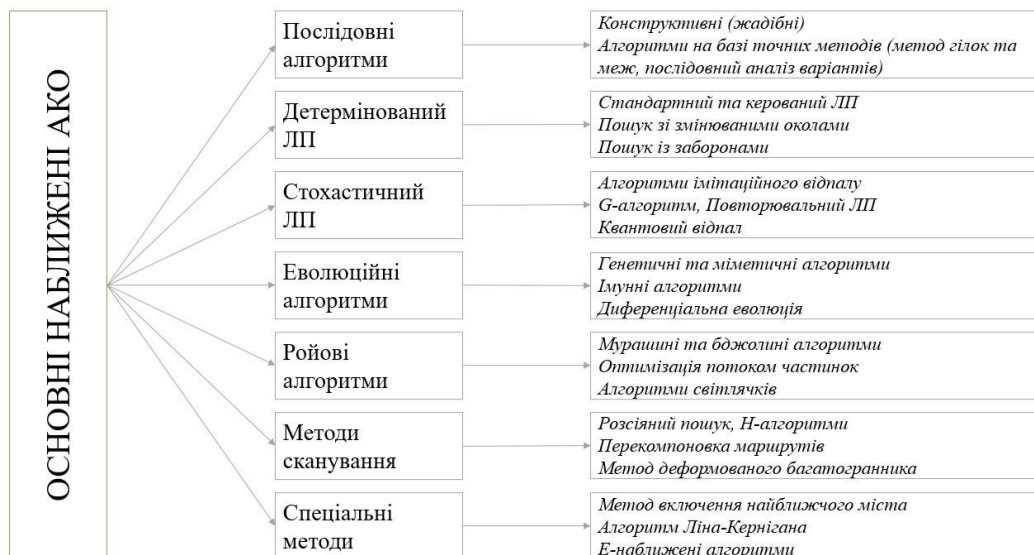 ОСНОВНІ НАБЛИЖЕНІ АКО
Послідовні
алгоритми
Конструктивні (жадібні)
Алгоритми на базі точних методів (метод гілок та
меж, послідовний аналіз варіантів)
Детермінований
ЛП
Стандартний та керований ЛП
Пошук зі змінюваними околами
Пошук із заборонами
Стохастичний
ЛП
Алгоритми імітаційного відпалу
G-алгоритм, Повторювальний ЛП
Квантовий відпал
Еволюційні
алгоритми
Генетичні та міметичні алгоритми
Імунні алгоритми
Диференціальна еволюція
Ройові
алгоритми
Мурашині та бджолині алгоритми
Оптимізація потоком частинок
Алгоритми світлячків
Методи
сканування
Розсіяний пошук, Н-алгоритми
Перекомпоновка маршрутів
Метод деформованого багатогранника
Спеціальні
методи
Метод включення найближчого міста
Алгоритм Ліна-Кернігана
Е-наближені алгоритми